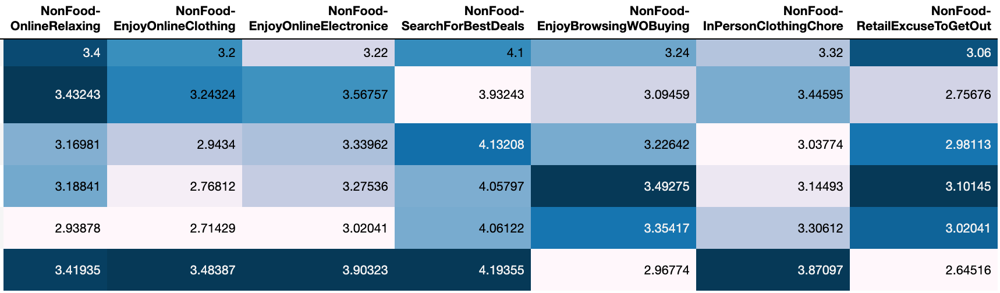 NonFood- NonFood- NonFood- NonFood- NonFood- NonFood- NonFood-
OnlineRelaxing EnjoyOnlineClothing EnjoyOnlineElectronice SearchForBestDeals EnjoyBrowsingWOBuying InPersonClothingChore RetailExcuseToGetOut
3.4 3.2 3.22 4.1 3.24 3.32 3.06
3.43243 3.24324 3.56757 3.93243 3.09459 3.44595 2.75676
3.16981 2.9434 3.33962 4.13208 3.22642 3.03774 2.98113
3.18841 2.76812 3.27536 4.05797 3.49275 3.14493 3.10145
2.93878 2.71429 3.02041 4.06122 3.35417 3.30612 3.02041
3.41935 3.48387 3.90323 4.19355 2.96774 3.87097 2.64516